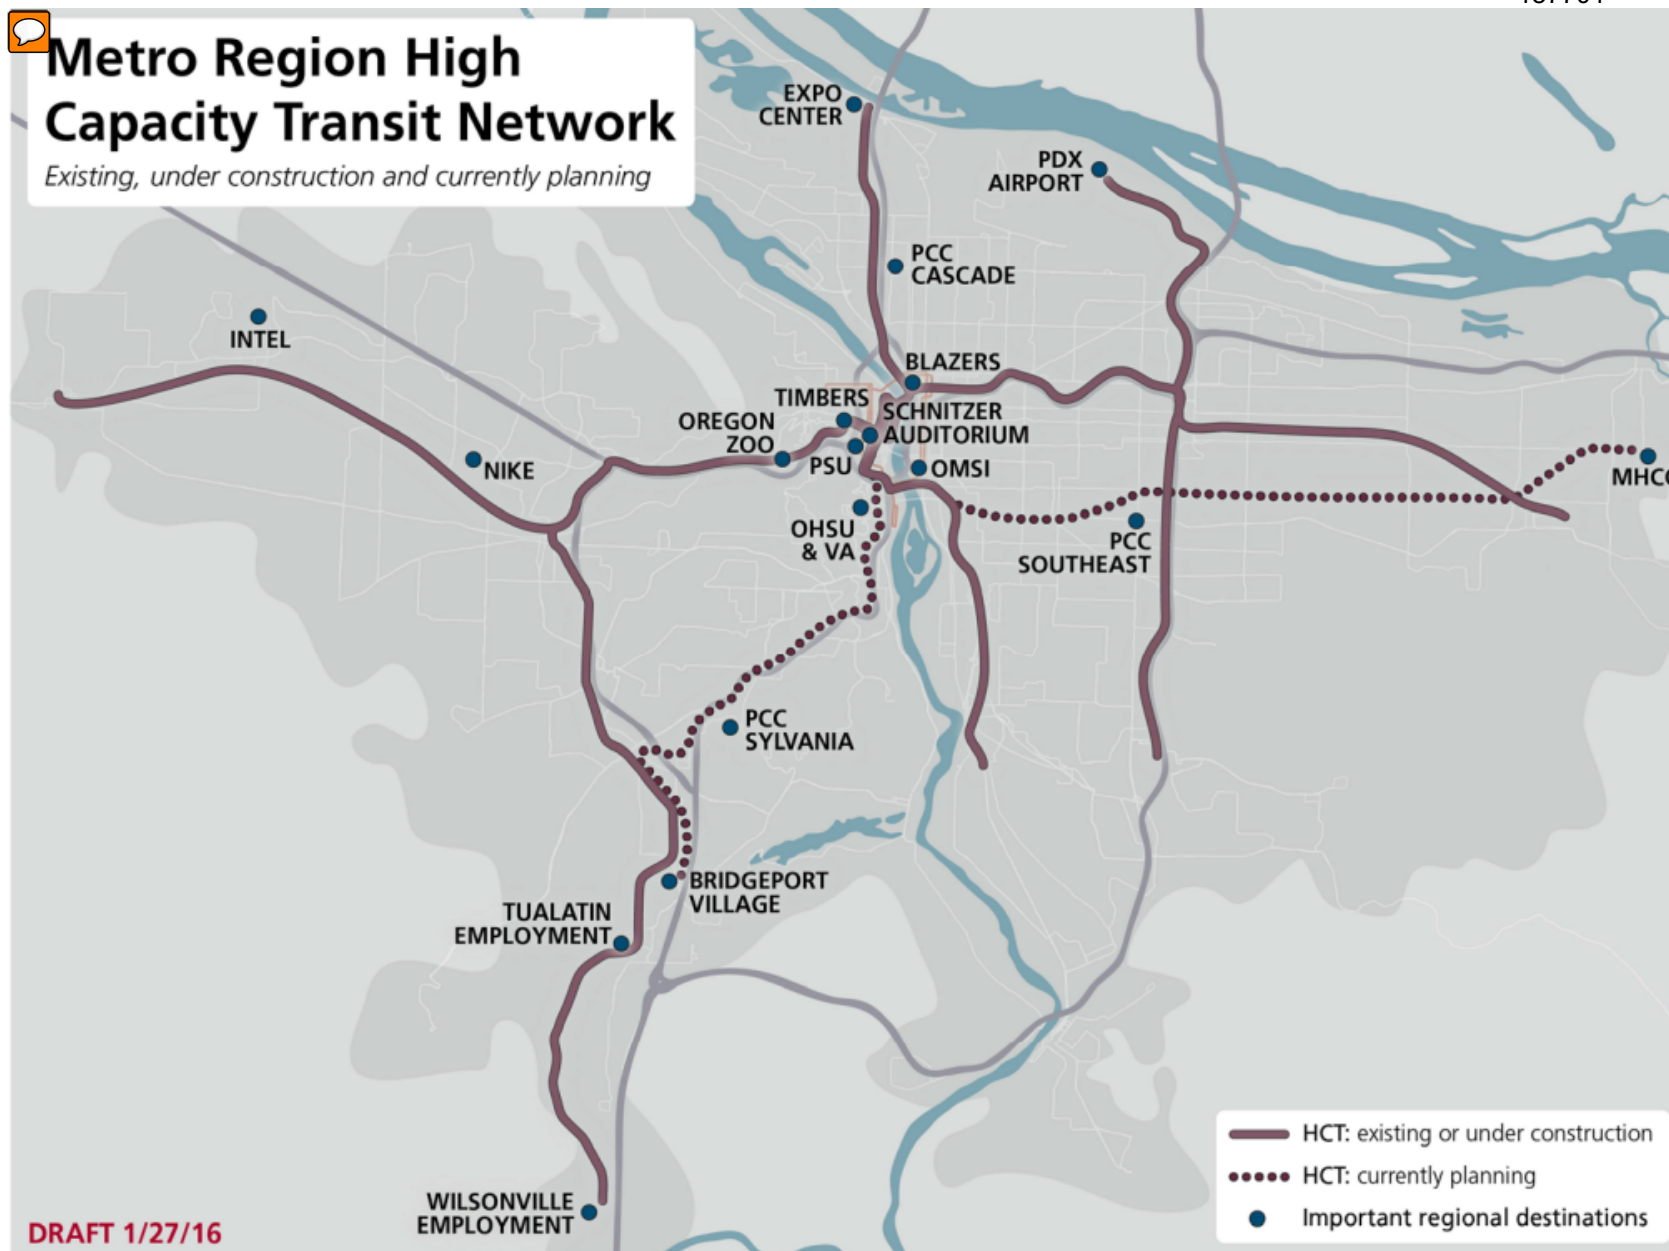 Metro Region High
Capacity Transit Network
Existing, under construction and currently planning
EXPO
CENTER
PDX
AIRPORT
PCC
CASCADE
INTEL
BLAZERS
TIMBERS
SCHNITZER
AUDITORIUM
OREGON
ZOO
PSU
OMSI
NIKE
MHCC
OHSU
& VA
PCC
SOUTHEAST
PCC
SYLVANIA
BRIDGEPORT
VILLAGE
TUALATIN
EMPLOYMENT
WILSONVILLE
EMPLOYMENT
HCT: existing or under construction
HCT: currently planning
Important regional destinations
DRAFT 1/27/16